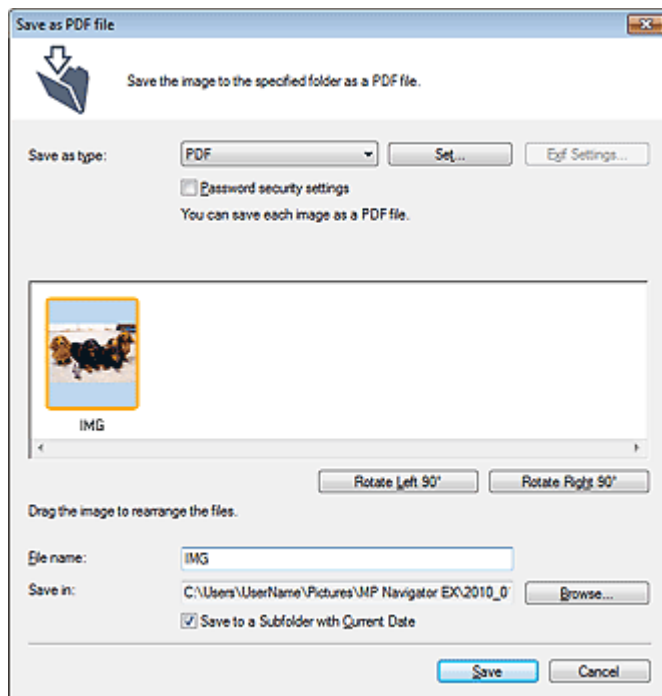 Save as PDF file
Save the image to the specified folder as a PDF file.
Save as type: PDF Set... Exif Settings...
Password security settings
You can save each image as a PDF file.
IMG
Rotate Left 90° Rotate Right 90°
Drag the image to rearrange the files.
File name: IMG
Save in: C:\Users\UserName\Pictures\MP Navigator EX\2010_0 Browse...
Save to a Subfolder with Current Date
Save Cancel